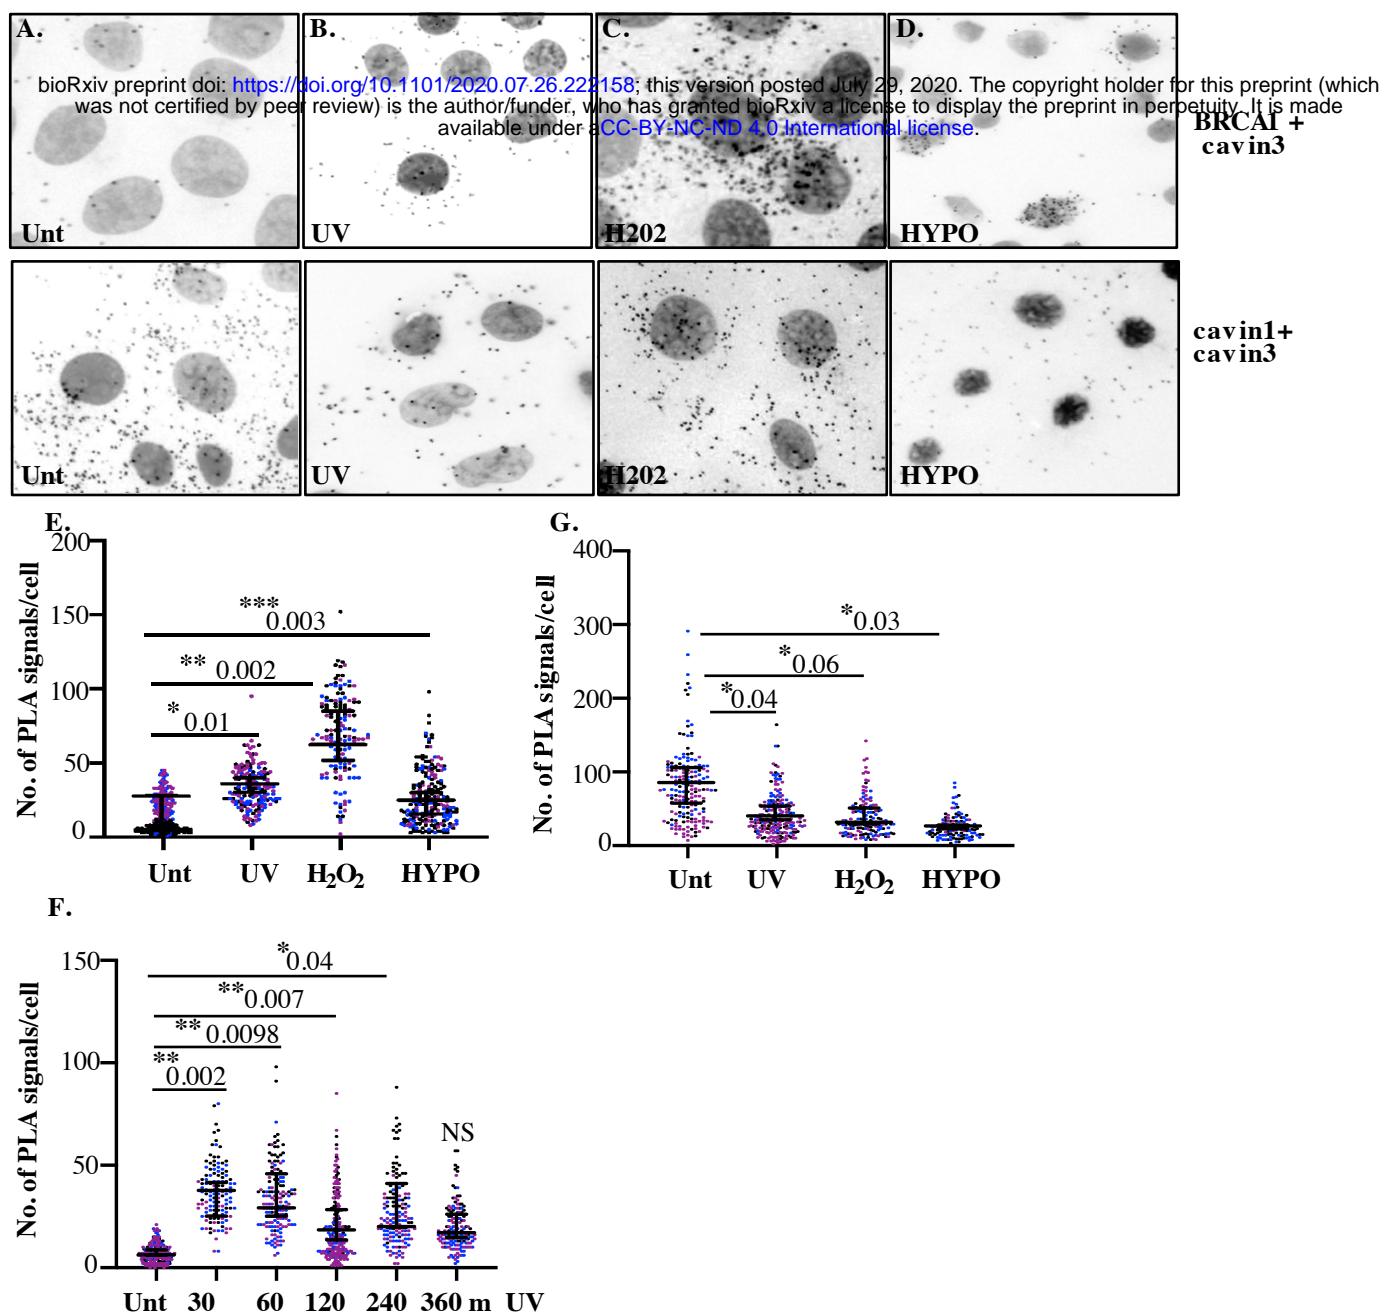 A. B. C. D.
bioRxiv preprint doi: https://doi.org/10.1101/2020.07.26.222158; this version posted July 29, 2020. The copyright holder for this preprint (which
was not certified by peer review) is the author/funder, who has granted bioRxiv a license to display the preprint in perpetuity. It is made
available under aCC-BY-NC-ND 4.0 International license.
BRCA1 +
cavin3
Unt UV H202 HYPO
cavin1+
cavin3
Unt UV H202 HYPO
E.
No. of PLA signals/cell
200
150
100
50
0
***
0.003
** 0.002
*
0.01
Unt UV H₂O₂ HYPO
G.
No. of PLA signals/cell
400
300
200
100
0
*0.03
*0.06
*0.04
Unt UV H₂O₂ HYPO
F.
No. of PLA signals/cell
150
100
50
0
*0.04
**0.007
**0.0098
**
0.002
NS
Unt 30 60 120 240 360 m UV